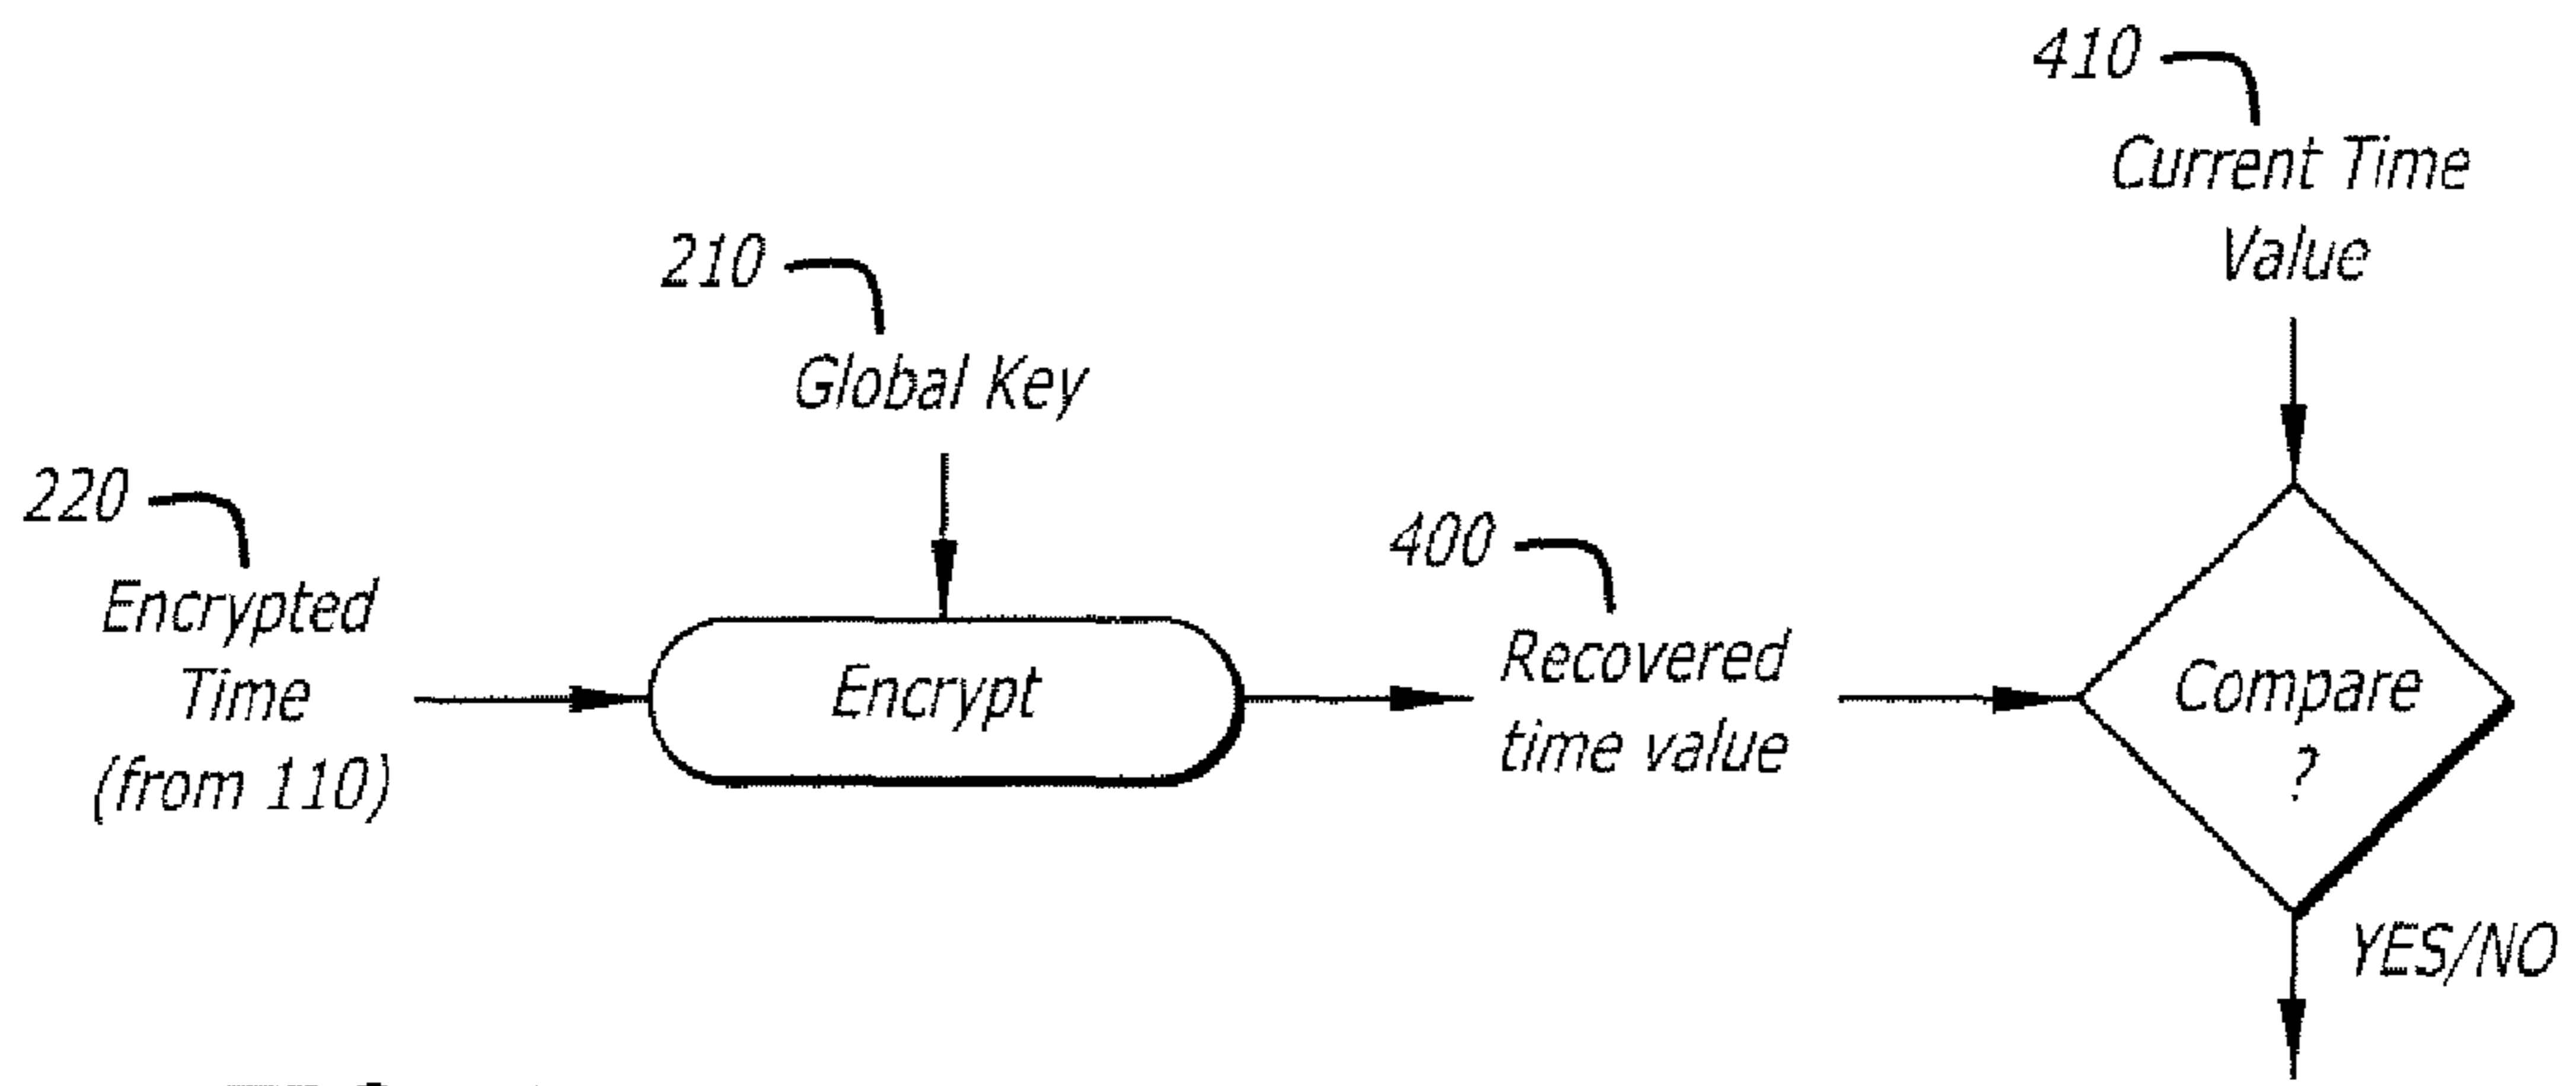 410
Current Time
Value
210
Global Key
220
Encrypted
Time
(from 110)
Encrypt
400
Recovered
time value
Compare
?
YES/NO